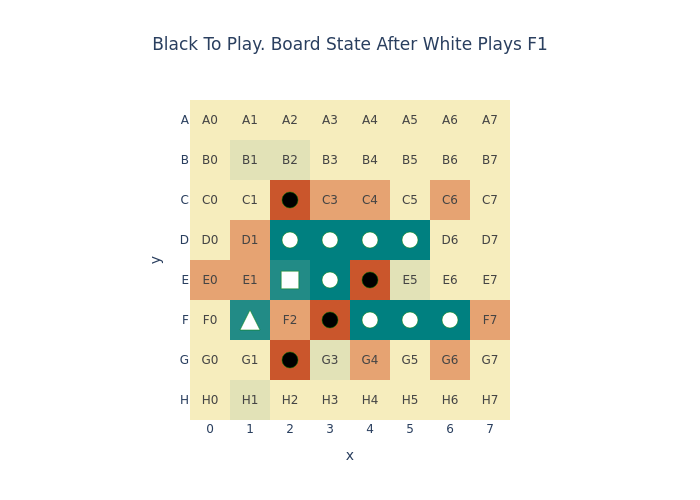 Black To Play. Board State After White Plays F1
A A0 A1 A2 A3 A4 A5 A6 A7
B B0 B1 B2 B3 B4 B5 B6 B7
C C0 C1 C3 C4 C5 C6 C7
D D0 D1 D6 D7
y
E E0 E1 E5 E6 E7
F F0 F2 F7
G G0 G1 G3 G4 G5 G6 G7
H H0 H1 H2 H3 H4 H5 H6 H7
0 1 2 3 4 5 6 7
x